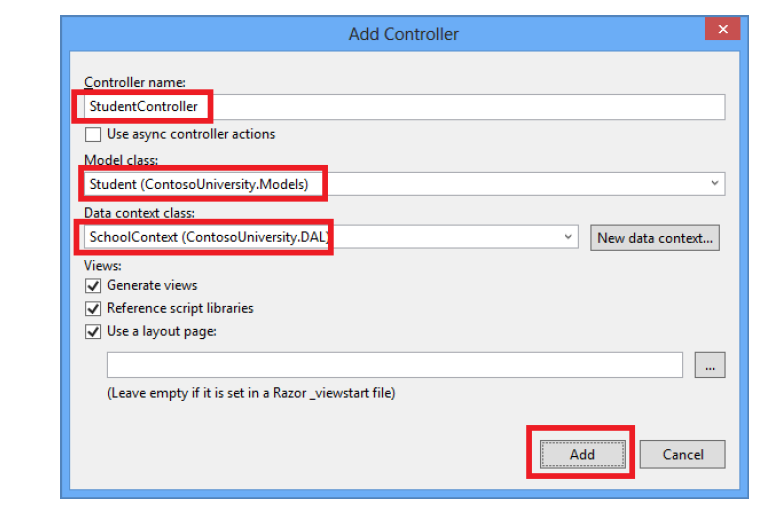 Add Controller
×
Controller name:
StudentController
Use async controller actions
Model class:
Student (ContosoUniversity.Models)
Data context class:
SchoolContext (ContosoUniversity.DAL)
New data context...
Views:
Generate views
Reference script libraries
Use a layout page:
...
(Leave empty if it is set in a Razor _viewstart file)
Add Cancel